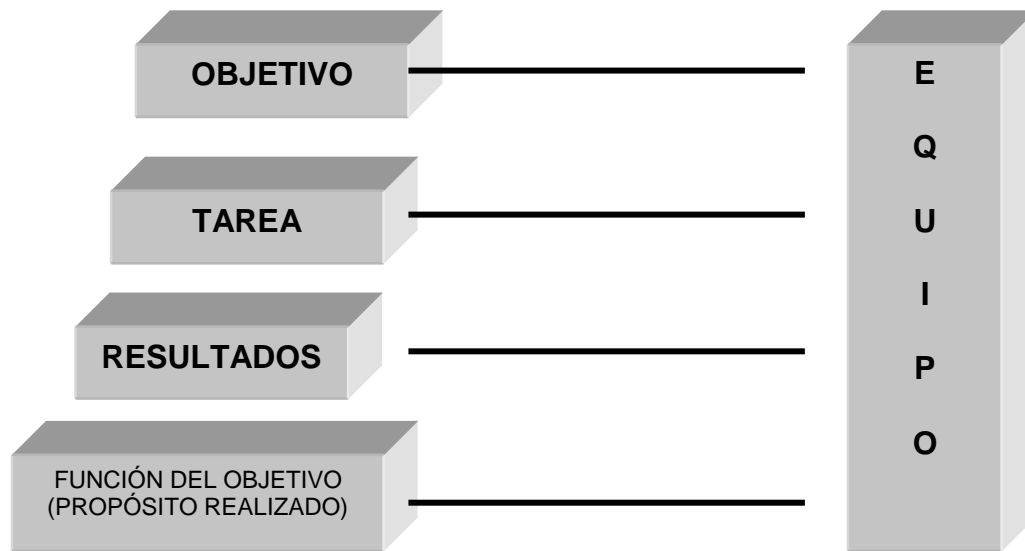 OBJETIVO
TAREA
RESULTADOS
FUNCIÓN DEL OBJETIVO
(PROPÓSITO REALIZADO)
E
Q
U
I
P
O